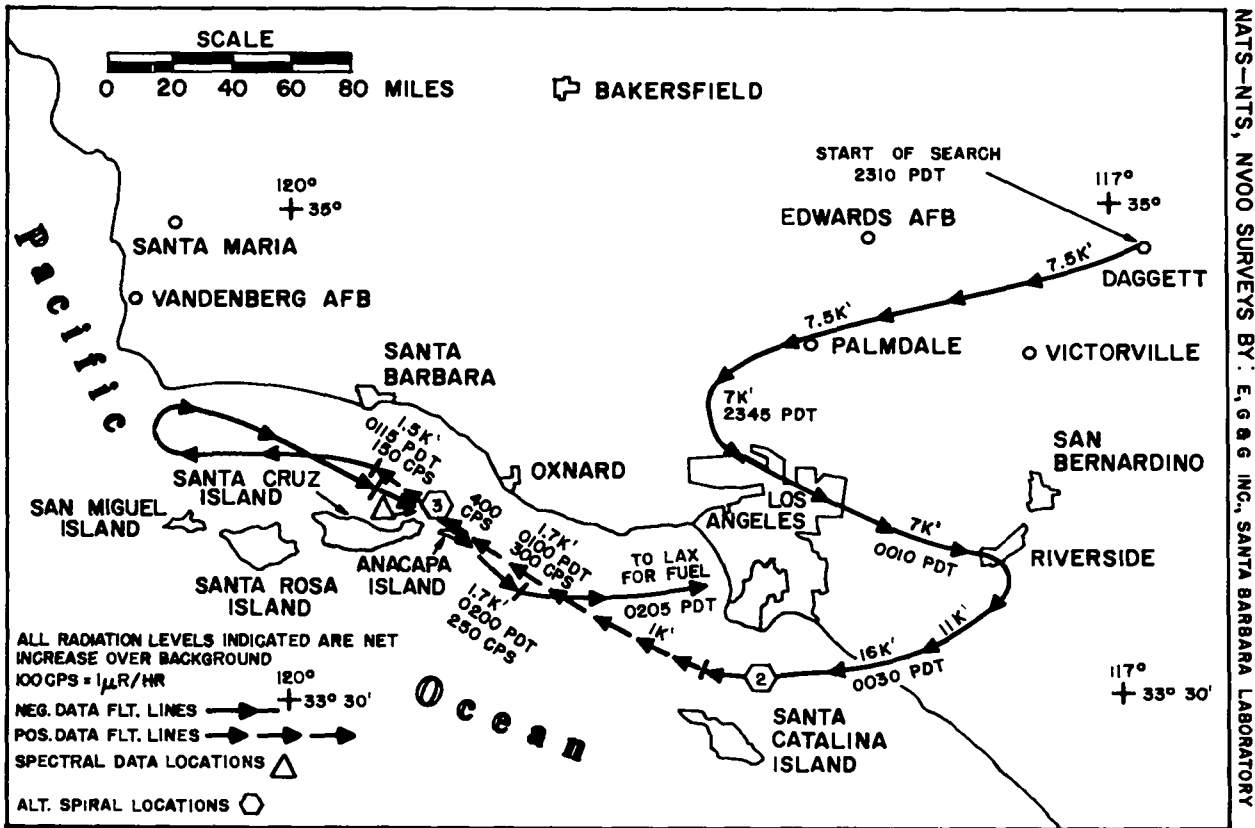 SCALE
0 20 40 60 80 MILES
BAKERSFIELD
START OF SEARCH
2310 PDT
120°
35°
117°
35°
EDWARDS AFB
SANTA MARIA
VANDENBERG AFB
DAGGETT
7.5K'
7.5K'
PALMDALE
VICTORVILLE
Pacific
SANTA
BARBARA
7K'
2345 PDT
1.5K'
0115 PDT
150 CPS
OXNARD
SAN
BERNARDINO
SANTA CRUZ
ISLAND
SAN MIGUEL
ISLAND
3
400
CPS
LOS
ANGELES
7K'
0010 PDT
RIVERSIDE
ANACAPA
ISLAND
1.7K'
0100 PDT
300 CPS
TO LAX
FOR FUEL
0205 PDT
SANTA ROSA
ISLAND
1.7K'
0200 PDT
250 CPS
1K'
11K'
16K'
0030 PDT
2
SANTA
CATALINA
ISLAND
Ocean
117°
33° 30'
120°
33° 30'
ALL RADIATION LEVELS INDICATED ARE NET
INCREASE OVER BACKGROUND
100 CPS = 1μR/HR
NEG. DATA FLT. LINES
POS. DATA FLT. LINES
SPECTRAL DATA LOCATIONS
ALT. SPIRAL LOCATIONS
NATS-NTS, NVOO SURVEYS BY: E, G & G INC., SANTA BARBARA LABORATORY